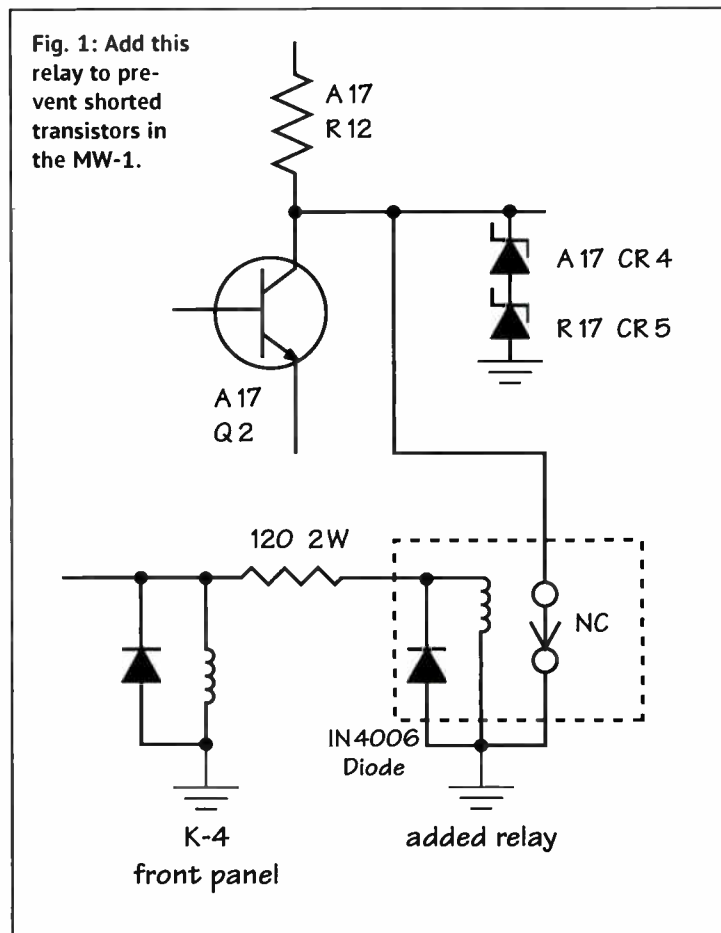 Fig. 1: Add this
relay to pre-
vent shorted
transistors in
the MW-1.
A 17
R 12
A 17 CR 4
R 17 CR 5
A 17
Q 2
120 2W
NC
IN4006
Diode
K-4
front panel
added relay